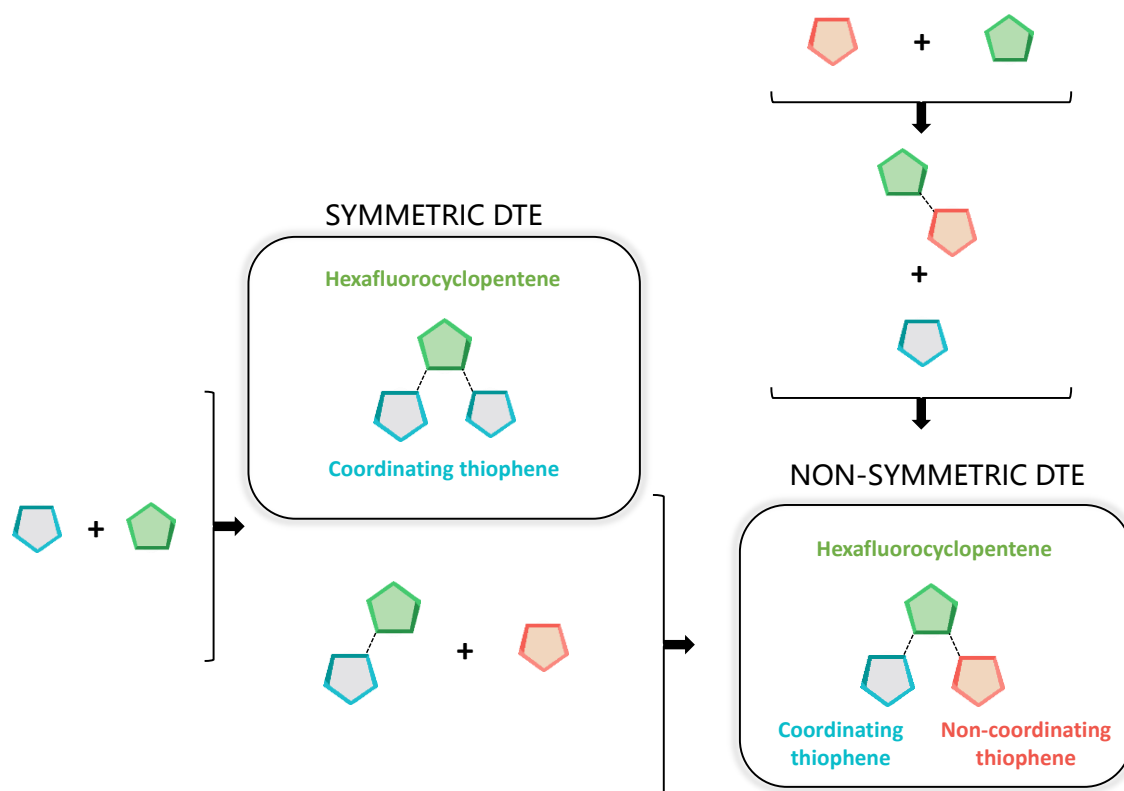 +
SYMMETRIC DTE
Hexafluorocyclopentene
+
Coordinating thiophene
NON-SYMMETRIC DTE
+
Hexafluorocyclopentene
+
Coordinating
thiophene
Non-coordinating
thiophene